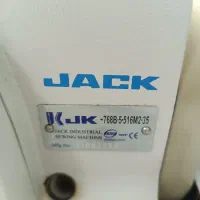 JACK
JK -768B-5-516M2-35
JACK INDUSTRIAL
SEWING MACHINE